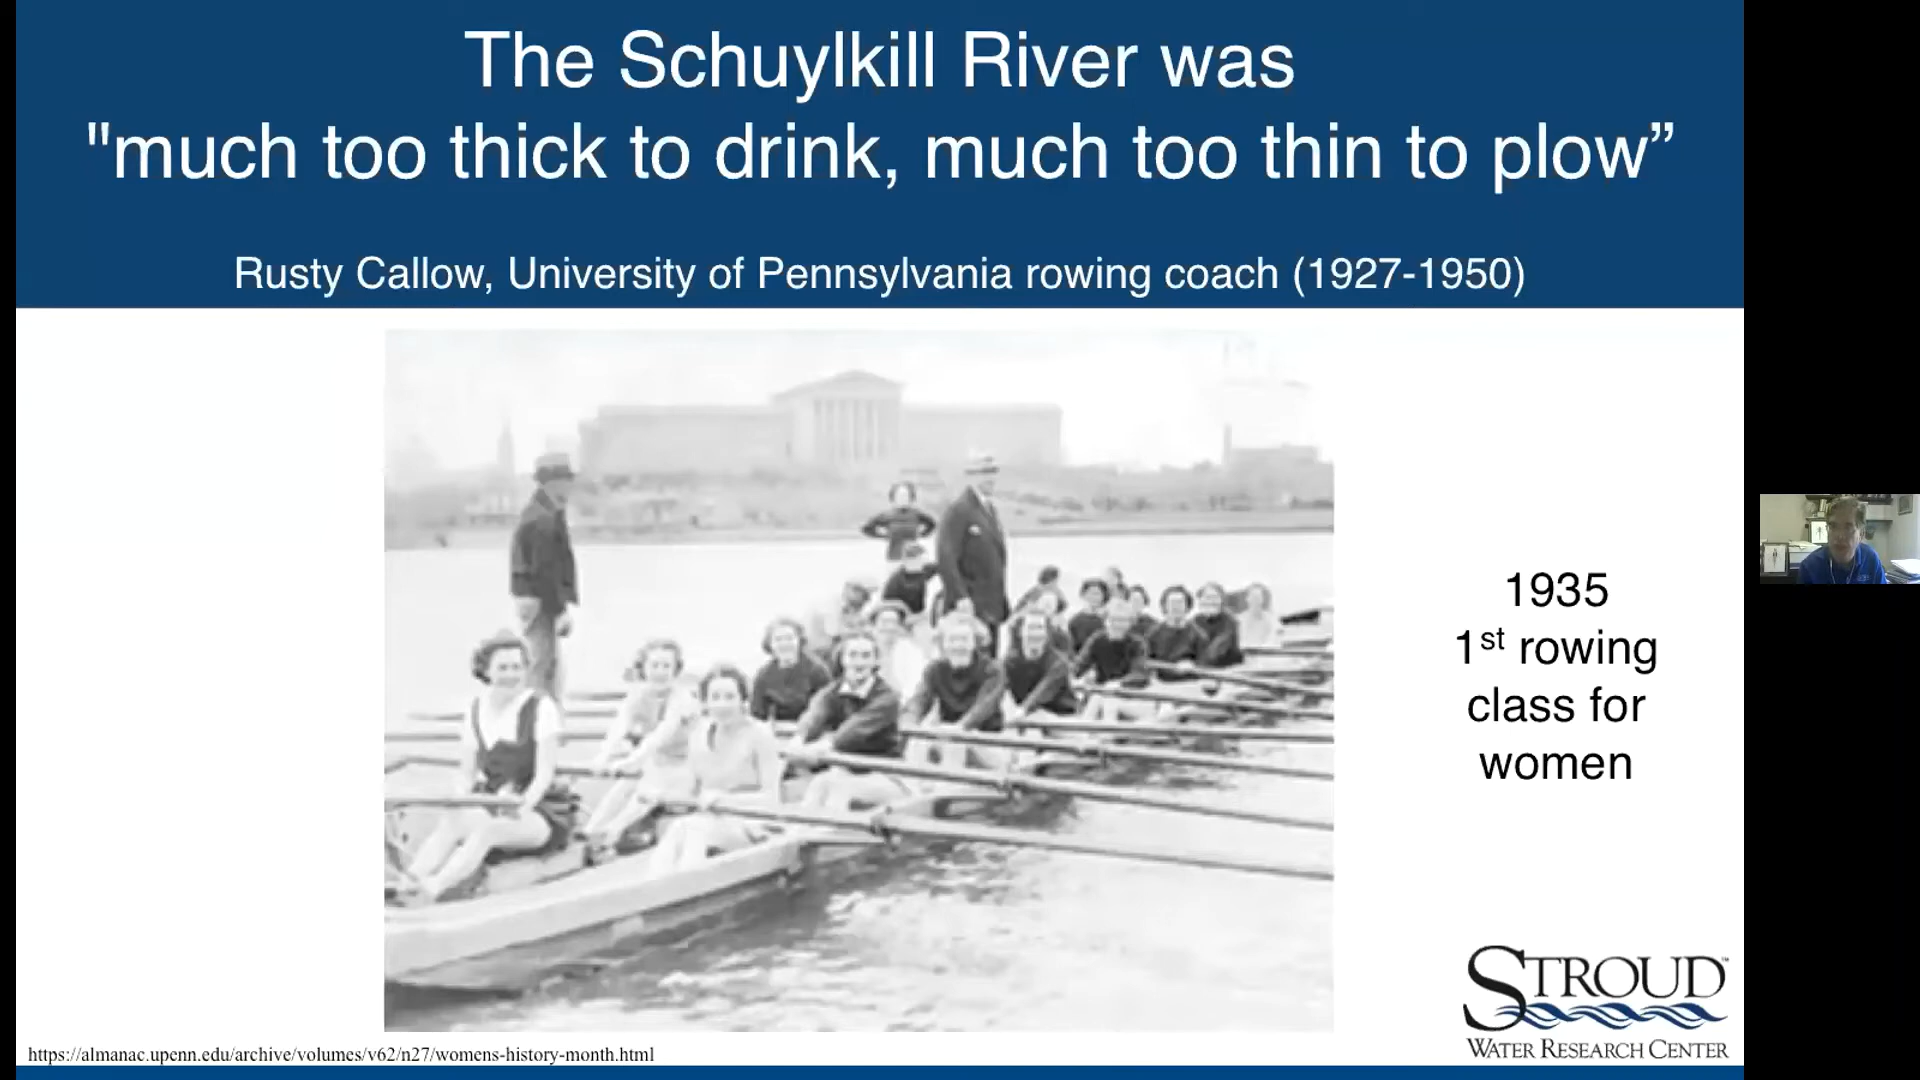 The Schuylkill River was
"much too thick to drink, much too thin to plow”
Rusty Callow, University of Pennsylvania rowing coach (1927-1950)
1935
1st rowing
class for
women
STROUD™
WATER RESEARCH CENTER
https://almanac.upenn.edu/archive/volumes/v62/n27/womens-history-month.html